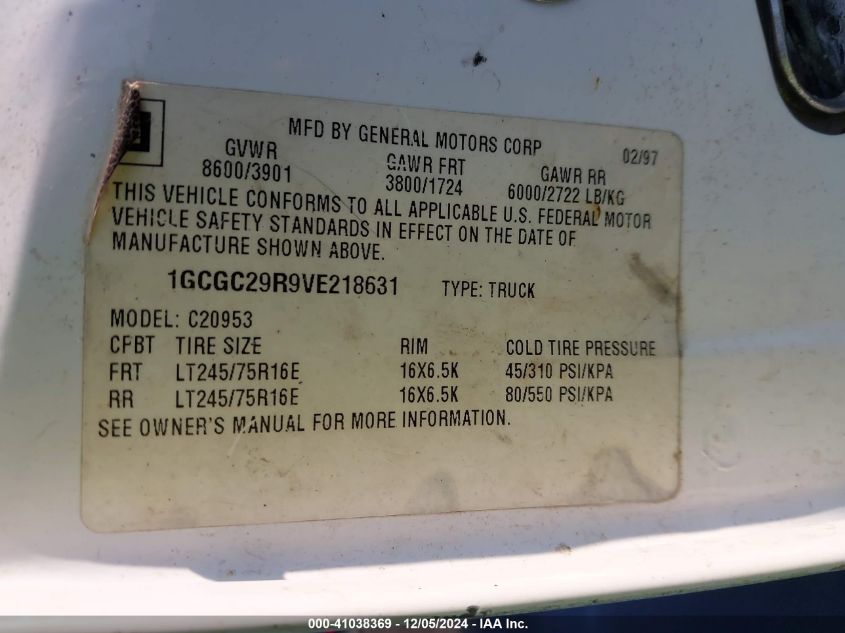 MFD BY GENERAL MOTORS CORP 02/97
GVWR GAWR FRT GAWR RR
8600/3901 3800/1724 6000/2722 LB/KG
THIS VEHICLE CONFORMS TO ALL APPLICABLE U.S. FEDERAL MOTOR
VEHICLE SAFETY STANDARDS IN EFFECT ON THE DATE OF
MANUFACTURE SHOWN ABOVE.
1GCGC29R9VE218631 TYPE: TRUCK
MODEL: C20953
CFBT TIRE SIZE RIM COLD TIRE PRESSURE
FRT LT245/75R16E 16X6.5K 45/310 PSI/KPA
RR LT245/75R16E 16X6.5K 80/550 PSI/KPA
SEE OWNER'S MANUAL FOR MORE INFORMATION.
000-41038369 - 12/05/2024 - IAA Inc.